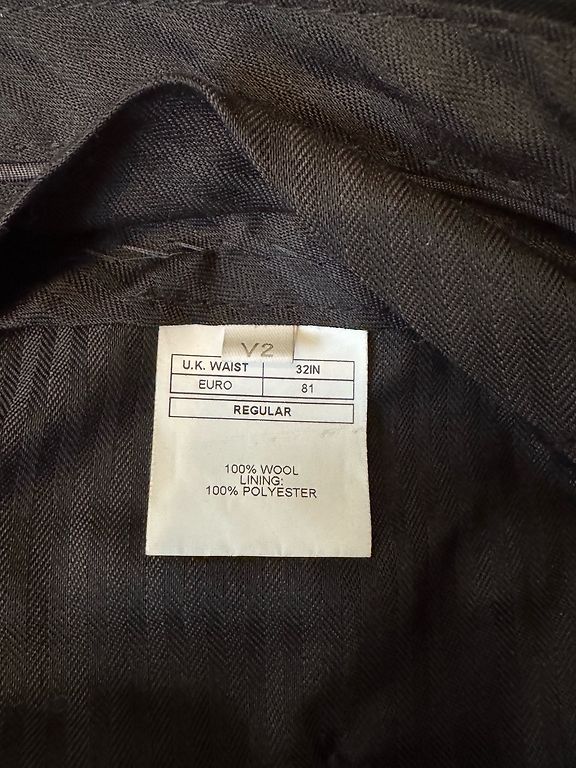 V2
U.K. WAIST 32IN
EURO 81
REGULAR
100% WOOL
LINING:
100% POLYESTER